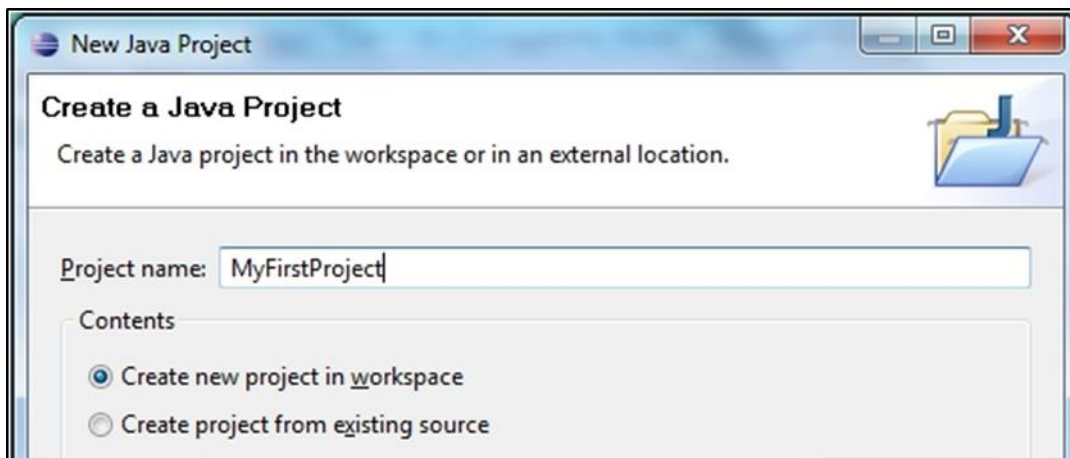 New Java Project
Create a Java Project
Create a Java project in the workspace or in an external location.
Project name: MyFirstProject
Contents
Create new project in workspace
Create project from existing source